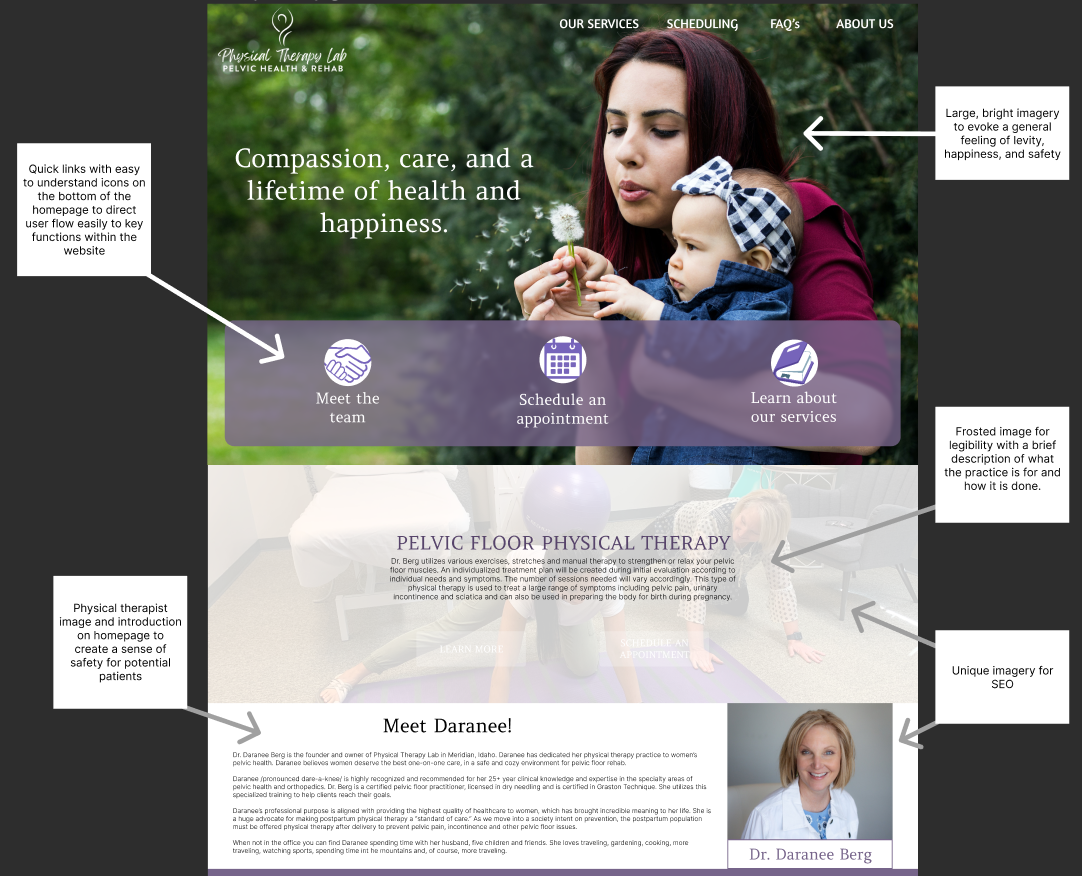 Physical Therapy Lab
PELVIC HEALTH & REHAB
OUR SERVICES
SCHEDULING
FAQ's
ABOUT US
Large, bright imagery
to evoke a general
feeling of levity,
happiness, and safety
Compassion, care, and a
lifetime of health and
happiness.
Quick links with easy
to understand icons on
the bottom of the
homepage to direct
user flow easily to key
functions within the
website
Meet the
team
Schedule an
appointment
Learn about
our services
Frosted image for
legibility with a brief
description of what
the practice is for and
how it is done.
PELVIC FLOOR PHYSICAL THERAPY
Dr. Berg utilizes various exercises, stretches and manual therapy to strengthen or relax your pelvic
floor muscles. An individualized treatment plan will be created during initial evaluation according to
individual needs and symptoms. The number of sessions needed will vary accordingly. This type of
physical therapy is used to treat a large range of symptoms including pelvic pain, urinary
incontinence and sciatica and can also be used in preparing the body for birth during pregnancy.
LEARN MORE
SCHEDULE AN
APPOINTMENT
Physical therapist
image and introduction
on homepage to
create a sense of
safety for potential
patients
Unique imagery for
SEO
Meet Daranee!
Dr. Daranee Berg is the founder and owner of Physical Therapy Lab in Meridian, Idaho. Daranee has dedicated her physical therapy practice to women's
pelvic health. Daranee believes women deserve the best one-on-one care, in a safe and cozy environment for pelvic floor rehab.
Daranee /pronounced dare-a-knee/ is highly recognized and recommended for her 25+ year clinical knowledge and expertise in the specialty areas of
pelvic health and orthopedics. Dr. Berg is a certified pelvic floor practitioner, licensed in dry needling and is certified in Graston Technique. She utilizes this
specialized training to help clients reach their goals.
Daranee's professional purpose is aligned with providing the highest quality of healthcare to women, which has brought incredible meaning to her life. She is
a huge advocate for making postpartum physical therapy a "standard of care." As we move into a society intent on prevention, the postpartum population
must be offered physical therapy after delivery to prevent pelvic pain, incontinence and other pelvic floor issues.
When not in the office you can find Daranee spending time with her husband, five children and friends. She loves traveling, gardening, cooking, more
traveling, watching sports, spending time int he mountains and, of course, more traveling.
Dr. Daranee Berg